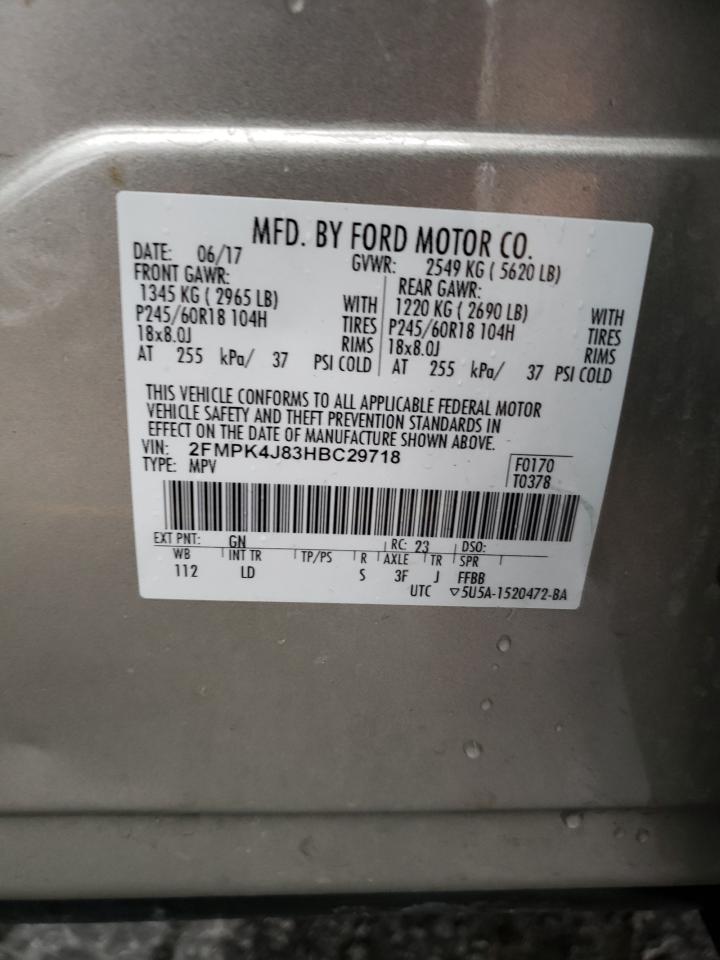 MFD. BY FORD MOTOR CO.
DATE: 06/17 GVWR: 2549 KG ( 5620 LB)
FRONT GAWR: REAR GAWR:
1345 KG ( 2965 LB) WITH 1220 KG ( 2690 LB) WITH
P245/60R18 104H TIRES P245/60R18 104H TIRES
18x8.0J RIMS 18x8.0J RIMS
AT 255 kPa/ 37 PSI COLD AT 255 kPa/ 37 PSI COLD
THIS VEHICLE CONFORMS TO ALL APPLICABLE FEDERAL MOTOR
VEHICLE SAFETY AND THEFT PREVENTION STANDARDS IN
EFFECT ON THE DATE OF MANUFACTURE SHOWN ABOVE.
VIN: 2FMPK4J83HBC29718
TYPE: MPV F0170
T0378
EXT PNT: GN RC: 23 DSO:
WB INT TR TP/PS R AXLE TR SPR
112 LD S 3F J FFBB
UTC ▽5U5A-1520472-BA